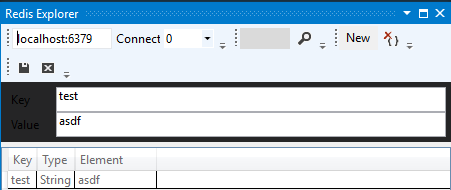 Redis Explorer
localhost:6379 Connect 0 New
Key test
Value asdf
Key Type Element
test String asdf